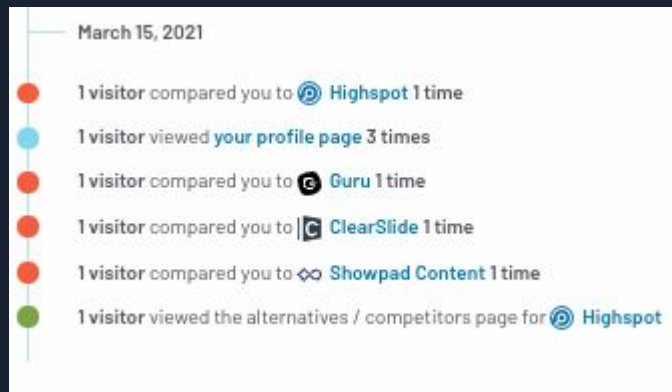 March 15, 2021
1 visitor compared you to Highspot 1 time
1 visitor viewed your profile page 3 times
1 visitor compared you to Guru 1 time
1 visitor compared you to ClearSlide 1 time
1 visitor compared you to Showpad Content 1 time
1 visitor viewed the alternatives / competitors page for Highspot